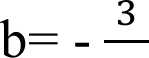 b= - 3